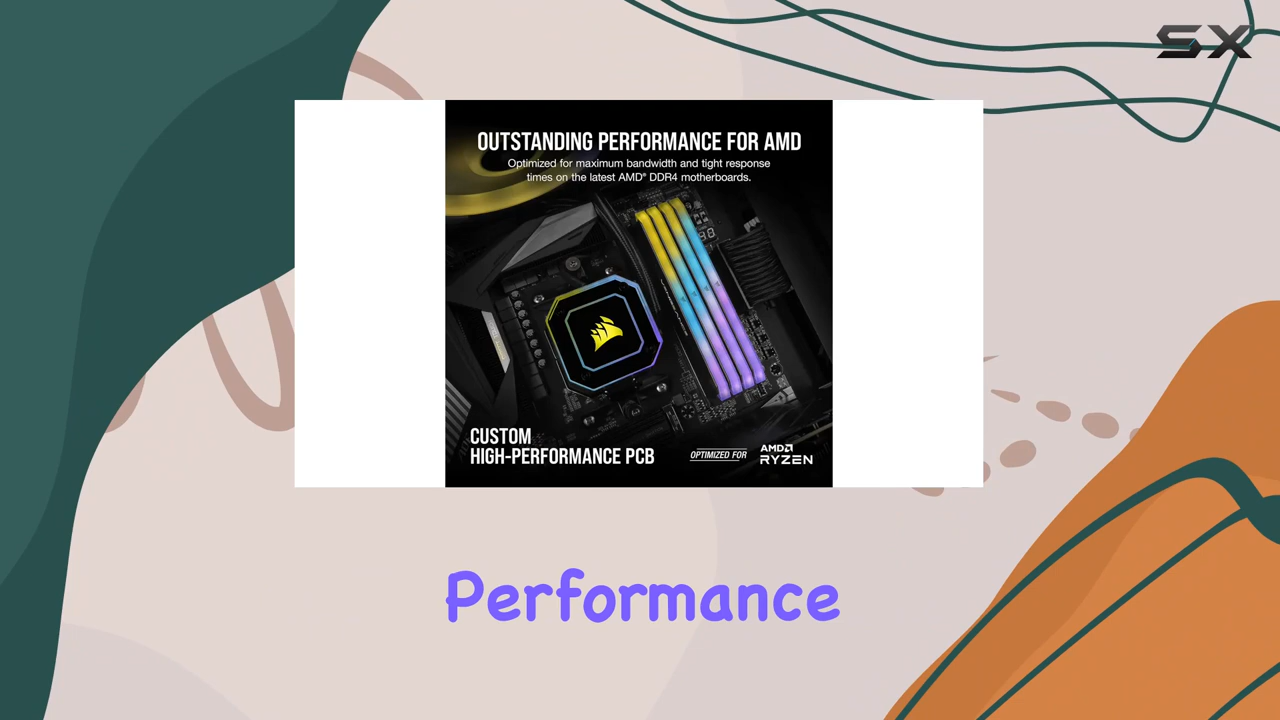 SX
OUTSTANDING PERFORMANCE FOR AMD
Optimized for maximum bandwidth and tight response
times on the latest AMD® DDR4 motherboards.
CUSTOM
HIGH-PERFORMANCE PCB
OPTIMIZED FOR
AMD
RYZEN
Performance